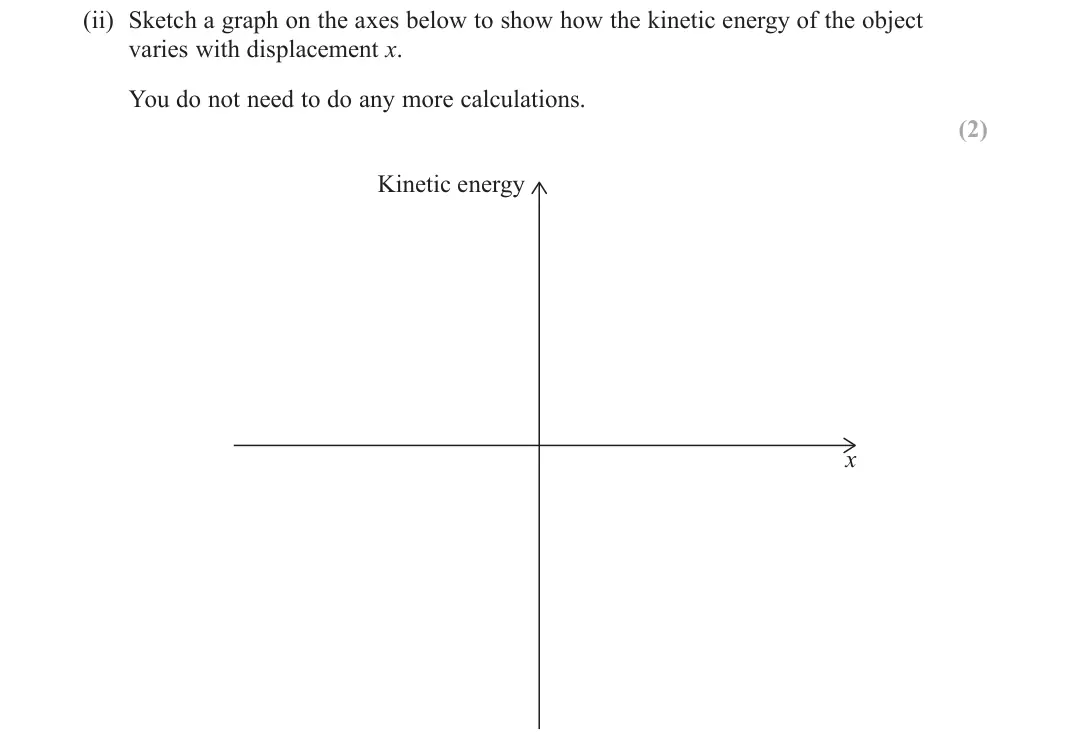 (ii) Sketch a graph on the axes below to show how the kinetic energy of the object
varies with displacement x.
You do not need to do any more calculations.
(2)
Kinetic energy
x